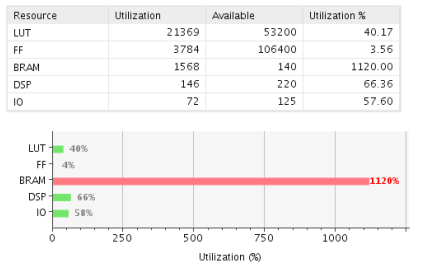 Resource Utilization Available Utilization %
LUT 21369 53200 40.17
FF 3784 106400 3.56
BRAM 1568 140 1120.00
DSP 146 220 66.36
IO 72 125 57.60
LUT 40%
FF 4%
BRAM 1120%
DSP 66%
IO 58%
0 250 500 750 1000
Utilization (%)